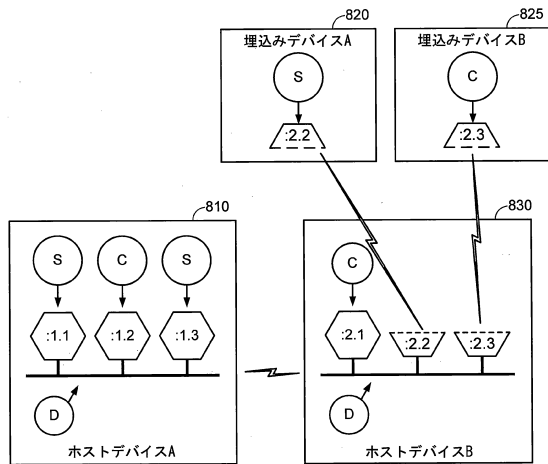 820
825
埋込みデバイスA
埋込みデバイスB
S
C
:2.2
:2.3
810
830
S
C
S
C
:1.1
:1.2
:1.3
:2.1
:2.2
:2.3
D
D
ホストデバイスA
ホストデバイスB